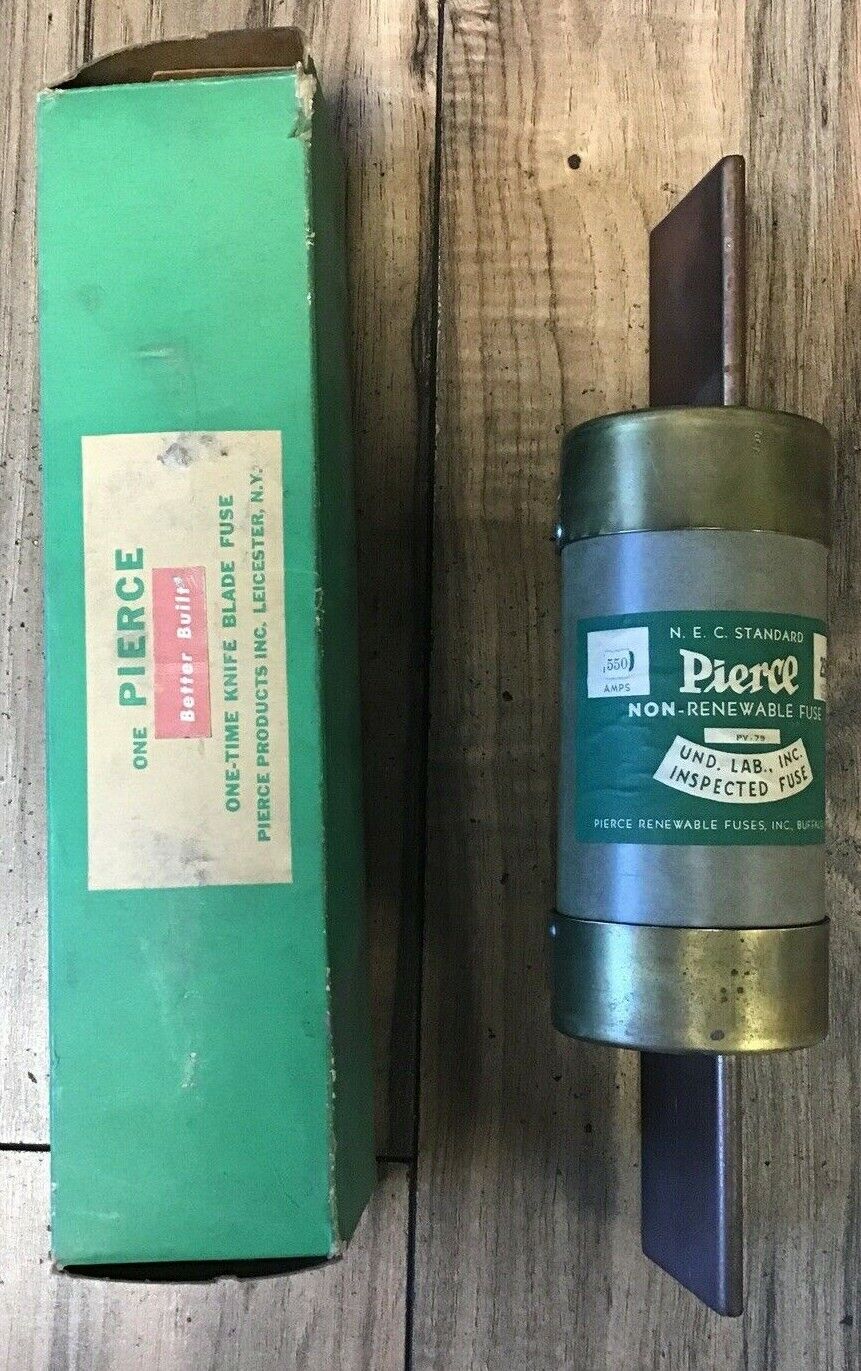 ONE PIERCE
Better Built
ONE-TIME KNIFE BLADE FUSE
PIERCE PRODUCTS INC. LEICESTER, N.Y.
N. E. C. STANDARD
550
AMPS
Pierce
NON-RENEWABLE FUSE
PV-79
UND. LAB., INC.
INSPECTED FUSE
PIERCE RENEWABLE FUSES, INC.,